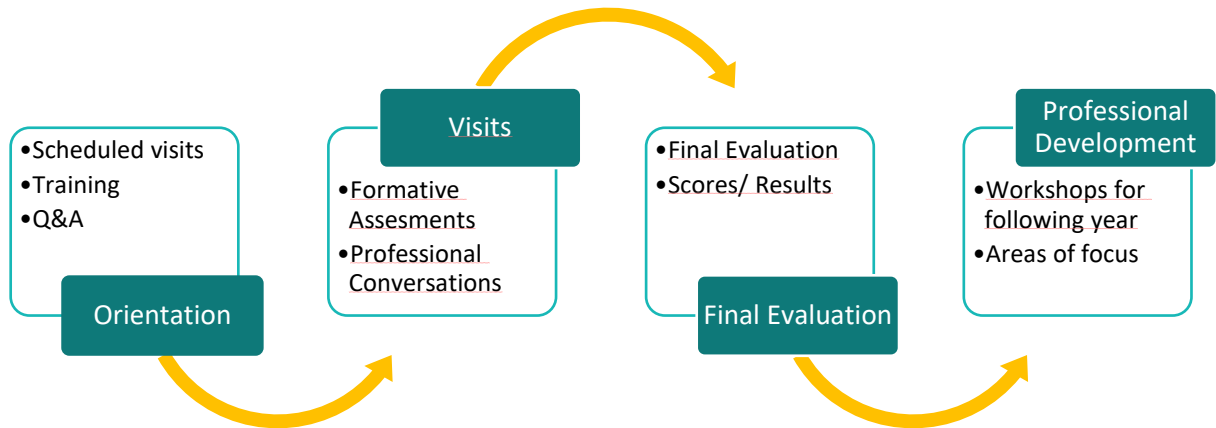 •Scheduled visits
•Training
•Q&A
Orientation
Visits
•Formative
Assesments
•Professional
Conversations
•Final Evaluation
•Scores/ Results
Final Evaluation
Professional
Development
•Workshops for
following year
•Areas of focus